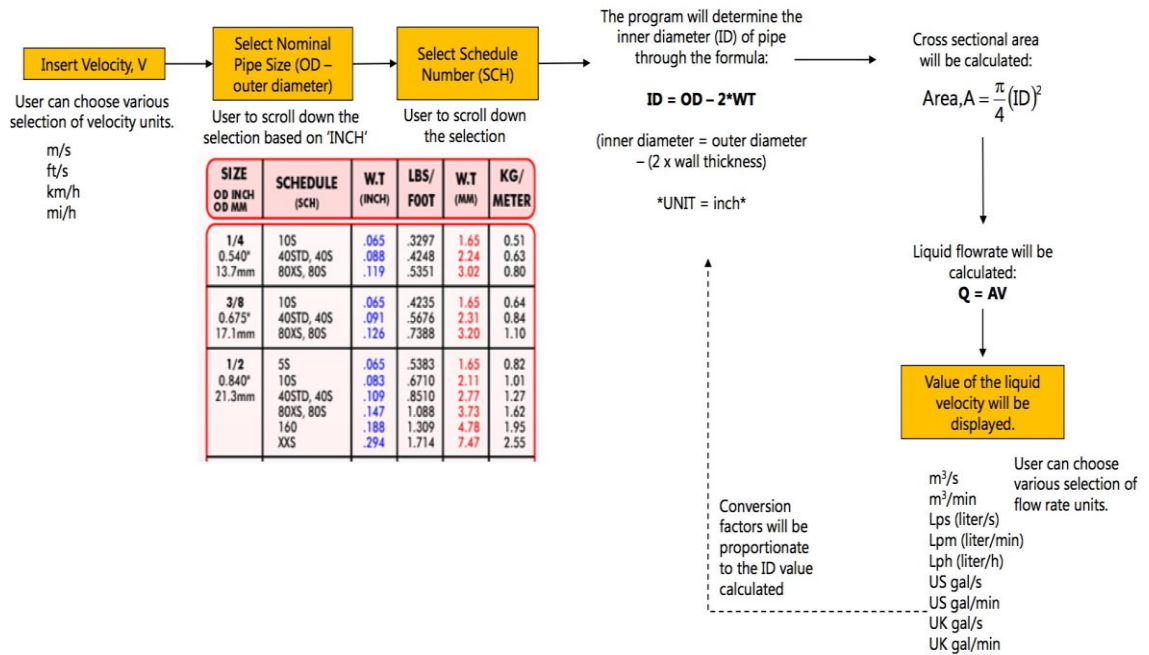 Insert Velocity, V
User can choose various
selection of velocity units.
m/s
ft/s
km/h
mi/h
Select Nominal
Pipe Size (OD –
outer diameter)
User to scroll down the
selection based on 'INCH'
Select Schedule
Number (SCH)
User to scroll down
the selection
SIZE OD INCH OD MM SCHEDULE (SCH) W.T (INCH) LBS/ FOOT W.T (MM) KG/ METER
1/4 10S .065 .3297 1.65 0.51
0.540" 40STD, 40S .088 .4248 2.24 0.63
13.7mm 80XS, 80S .119 .5351 3.02 0.80
3/8 10S .065 .4235 1.65 0.64
0.675" 40STD, 40S .091 .5676 2.31 0.84
17.1mm 80XS, 80S .126 .7388 3.20 1.10
1/2 5S .065 .5383 1.65 0.82
0.840" 10S .083 .6710 2.11 1.01
21.3mm 40STD, 40S .109 .8510 2.77 1.27
80XS, 80S .147 1.088 3.73 1.62
160 .188 1.309 4.78 1.95
XXS .294 1.714 7.47 2.55
The program will determine the
inner diameter (ID) of pipe
through the formula:
ID = OD – 2*WT
(inner diameter = outer diameter
– (2 x wall thickness)
*UNIT = inch*
Cross sectional area
will be calculated:
Area,A = π/4 (ID)²
Liquid flowrate will be
calculated:
Q = AV
Value of the liquid
velocity will be
displayed.
User can choose
various selection of
flow rate units.
m³/s
m³/min
Lps (liter/s)
Lpm (liter/min)
Lph (liter/h)
US gal/s
US gal/min
UK gal/s
UK gal/min
Conversion
factors will be
proportionate
to the ID value
calculated